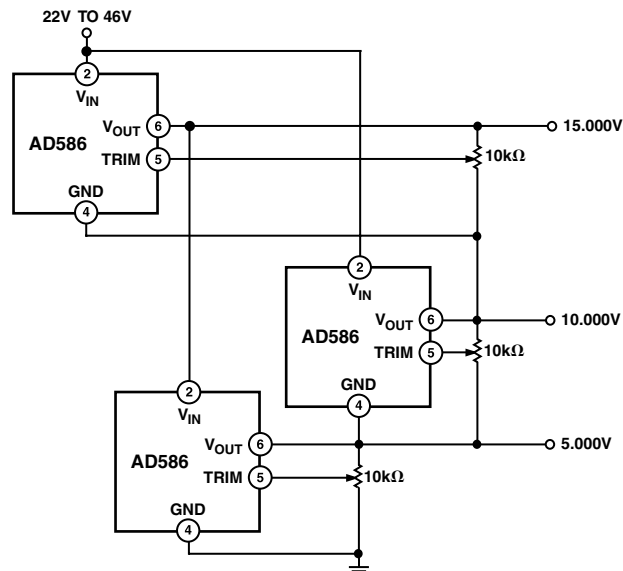 22V TO 46V
2
VIN
VOUT
6
15.000V
AD586
TRIM
5
10kΩ
GND
4
2
VIN
VOUT
6
10.000V
AD586
TRIM
5
10kΩ
GND
4
2
VIN
VOUT
6
5.000V
AD586
TRIM
5
10kΩ
GND
4